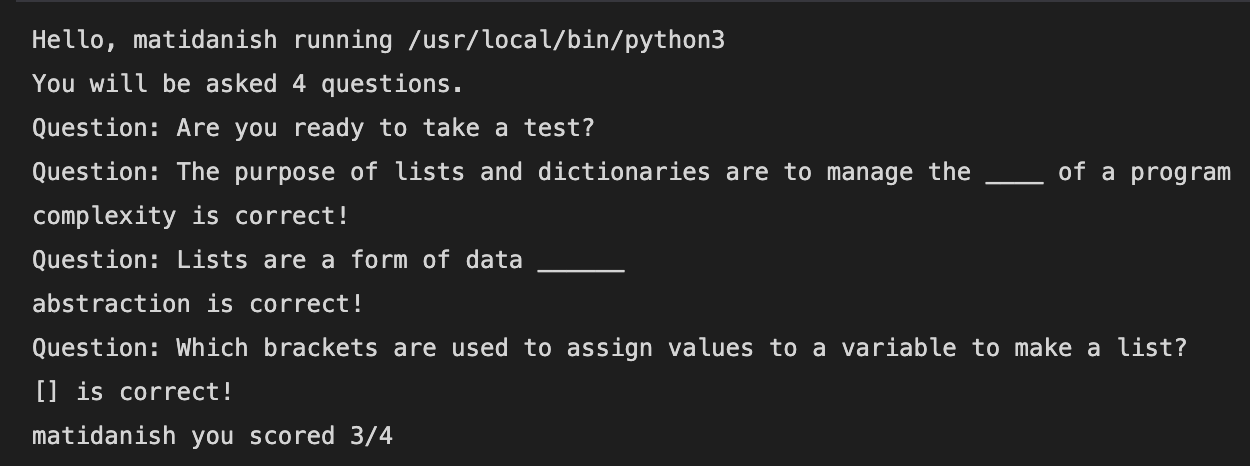 Hello, matidanish running /usr/local/bin/python3
You will be asked 4 questions.
Question: Are you ready to take a test?
Question: The purpose of lists and dictionaries are to manage the ____ of a program
complexity is correct!
Question: Lists are a form of data ______
abstraction is correct!
Question: Which brackets are used to assign values to a variable to make a list?
[] is correct!
matidanish you scored 3/4